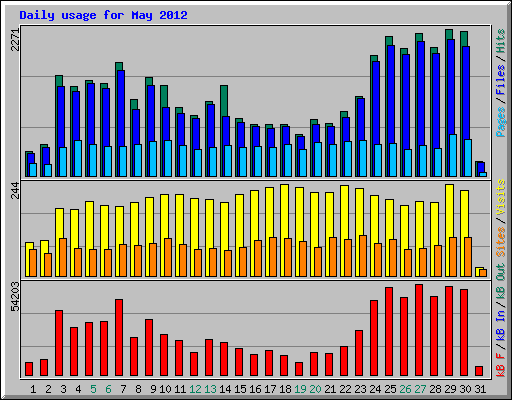 Daily usage for May 2012
2271
244
54203
Pages / Files / Hits
Sites / Visits
kB F / kB In / kB Out
1 2 3 4 5 6 7 8 9 10 11 12 13 14 15 16 17 18 19 20 21 22 23 24 25 26 27 28 29 30 31